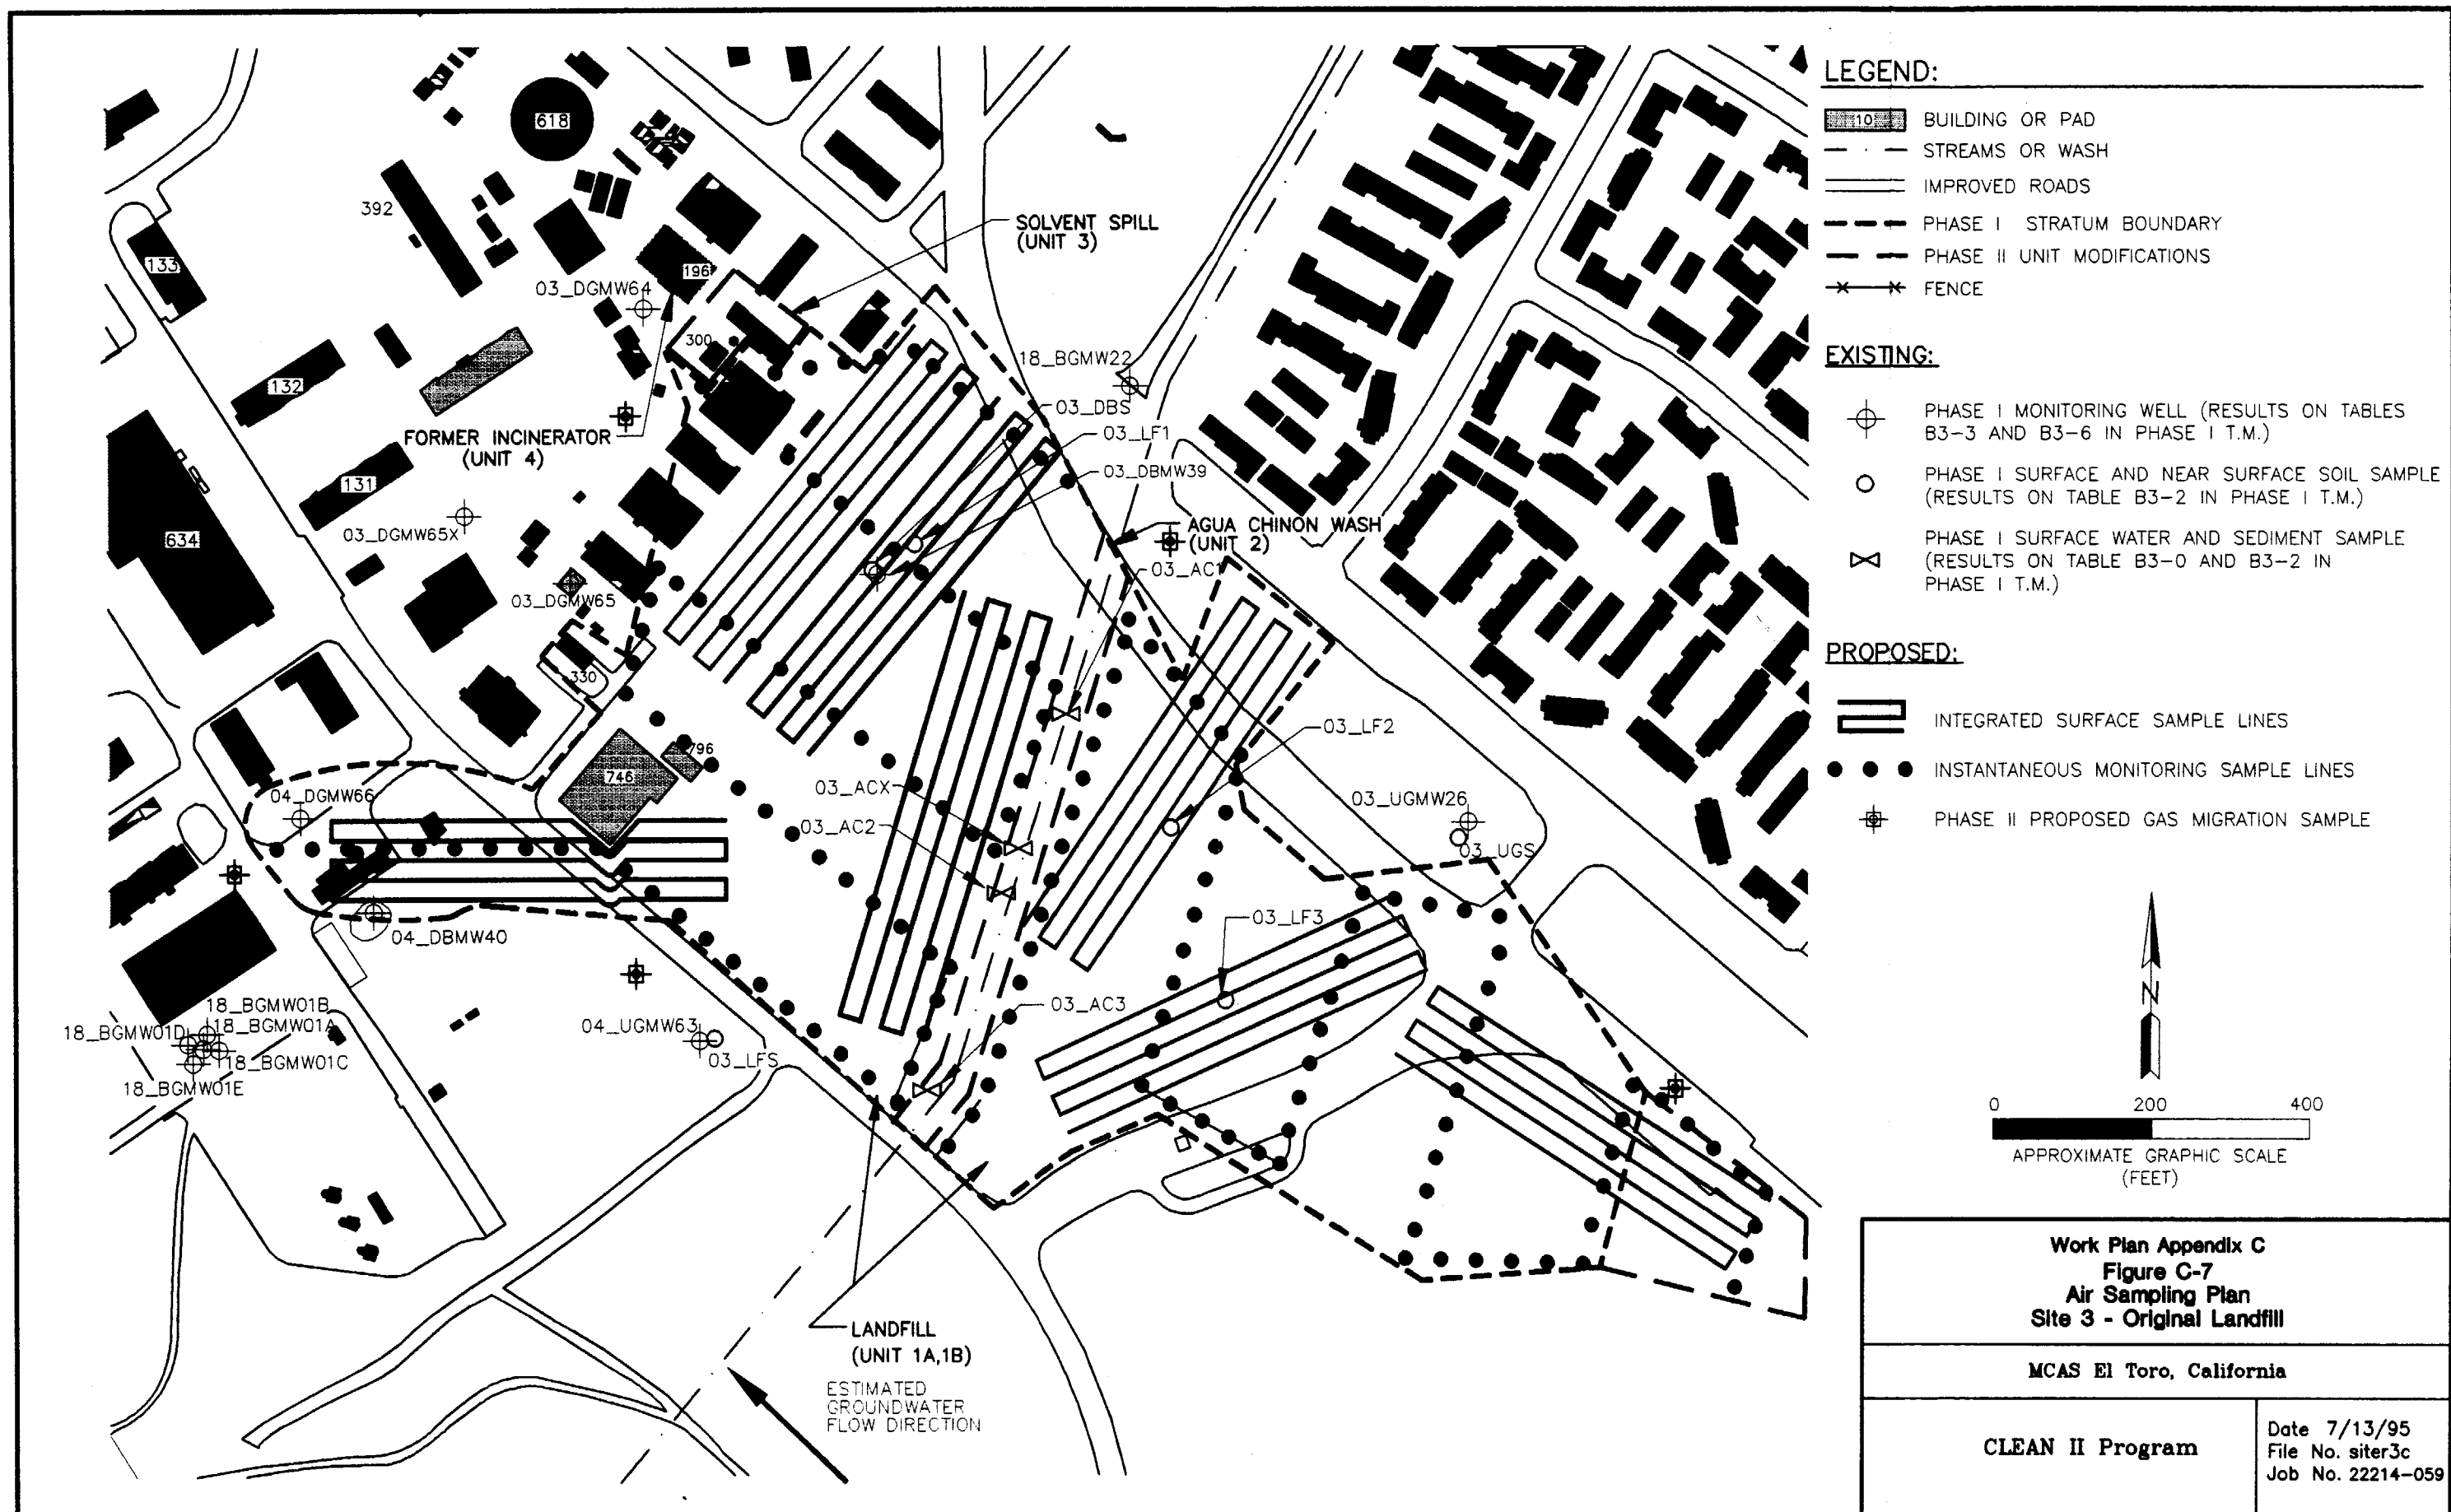 618
392
133
SOLVENT SPILL
(UNIT 3)
196
03_DGMW64
300
18_BGMW22
132
03_DBS
FORMER INCINERATOR
(UNIT 4)
03_LF1
03_DBMW39
131
03_DGMW65X
634
AGUA CHINON WASH
(UNIT 2)
03_AC1
03_DGMW65
330
796
746
03_LF2
03_ACX
04_DGMW66
03_AC2
03_UGMW26
03_UGS
03_LF3
04_DBMW40
03_AC3
18_BGMW01B
18_BGMW01D
18_BGMW01A
18_BGMW01C
18_BGMW01E
04_UGMW63
03_LFS
LANDFILL
(UNIT 1A,1B)
ESTIMATED
GROUNDWATER
FLOW DIRECTION
LEGEND:
10
BUILDING OR PAD
STREAMS OR WASH
IMPROVED ROADS
PHASE I STRATUM BOUNDARY
PHASE II UNIT MODIFICATIONS
FENCE
EXISTING:
PHASE I MONITORING WELL (RESULTS ON TABLES
B3-3 AND B3-6 IN PHASE I T.M.)
PHASE I SURFACE AND NEAR SURFACE SOIL SAMPLE
(RESULTS ON TABLE B3-2 IN PHASE I T.M.)
PHASE I SURFACE WATER AND SEDIMENT SAMPLE
(RESULTS ON TABLE B3-0 AND B3-2 IN
PHASE I T.M.)
PROPOSED:
INTEGRATED SURFACE SAMPLE LINES
INSTANTANEOUS MONITORING SAMPLE LINES
PHASE II PROPOSED GAS MIGRATION SAMPLE
N
0 200 400
APPROXIMATE GRAPHIC SCALE
(FEET)
Work Plan Appendix C
Figure C-7
Air Sampling Plan
Site 3 - Original Landfill
MCAS El Toro, California
CLEAN II Program
Date 7/13/95
File No. siter3c
Job No. 22214-059